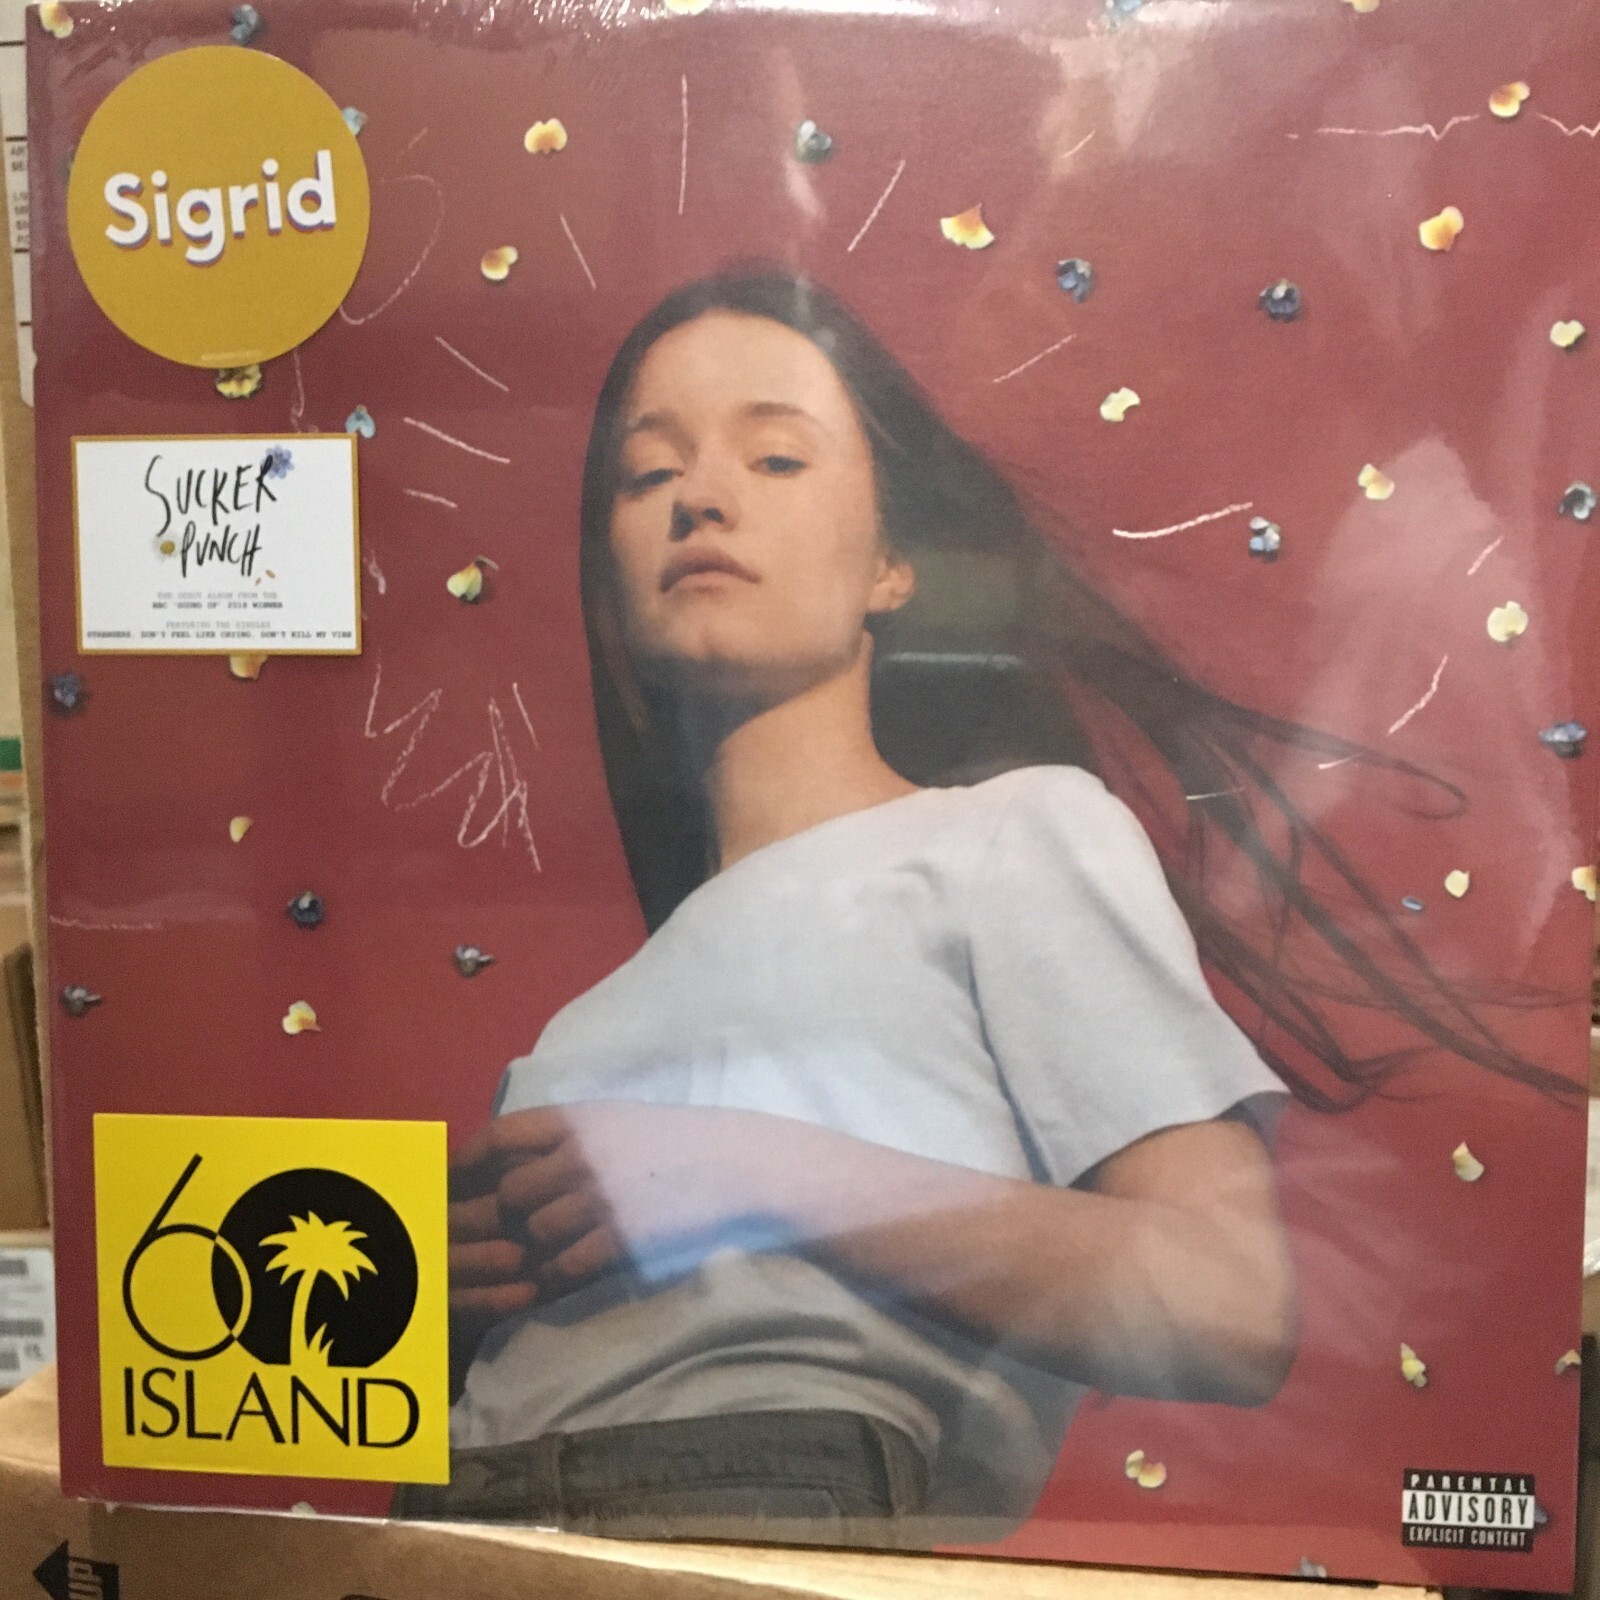 Sigrid
SUCKER
PUNCH
THE DEBUT ALBUM FROM THE
BBC 'SOUND OF' 2018 WINNER
FEATURING THE SINGLES
STRANGERS, DON'T FEEL LIKE CRYING, DON'T KILL MY VIBE
60
ISLAND
PARENTAL
ADVISORY
EXPLICIT CONTENT
UP